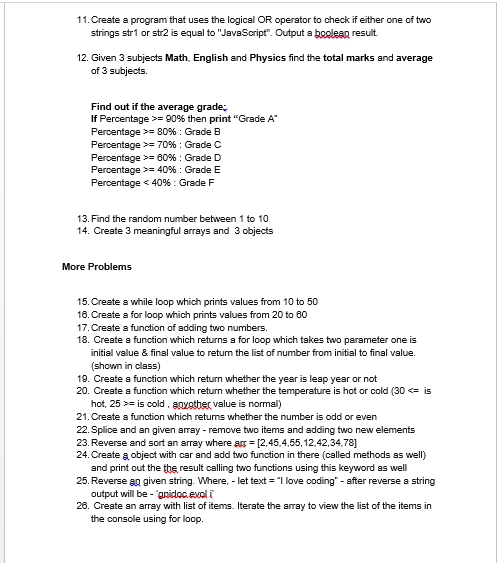 11. Create a program that uses the logical OR operator to check if either one of two
strings str1 or str2 is equal to "JavaScript". Output a boolean result.
12. Given 3 subjects Math, English and Physics find the total marks and average
of 3 subjects.
Find out if the average grade:
If Percentage >= 90% then print “Grade A”
Percentage >= 80% : Grade B
Percentage >= 70% : Grade C
Percentage >= 60% : Grade D
Percentage >= 40% : Grade E
Percentage < 40% : Grade F
13. Find the random number between 1 to 10
14. Create 3 meaningful arrays and 3 objects
More Problems
15. Create a while loop which prints values from 10 to 50
16. Create a for loop which prints values from 20 to 60
17. Create a function of adding two numbers.
18. Create a function which returns a for loop which takes two parameter one is
initial value & final value to return the list of number from initial to final value.
(shown in class)
19. Create a function which return whether the year is leap year or not
20. Create a function which return whether the temperature is hot or cold (30 <= is
hot, 25 >= is cold , anyother value is normal)
21. Create a function which returns whether the number is odd or even
22. Splice and an given array - remove two items and adding two new elements
23. Reverse and sort an array where arr = [2,45,4,55,12,42,34,78]
24. Create a object with car and add two function in there (called methods as well)
and print out the the result calling two functions using this keyword as well
25. Reverse an given string. Where, - let text = "I love coding" - after reverse a string
output will be - 'gnidoc evol i'
26. Create an array with list of items. Iterate the array to view the list of the items in
the console using for loop.